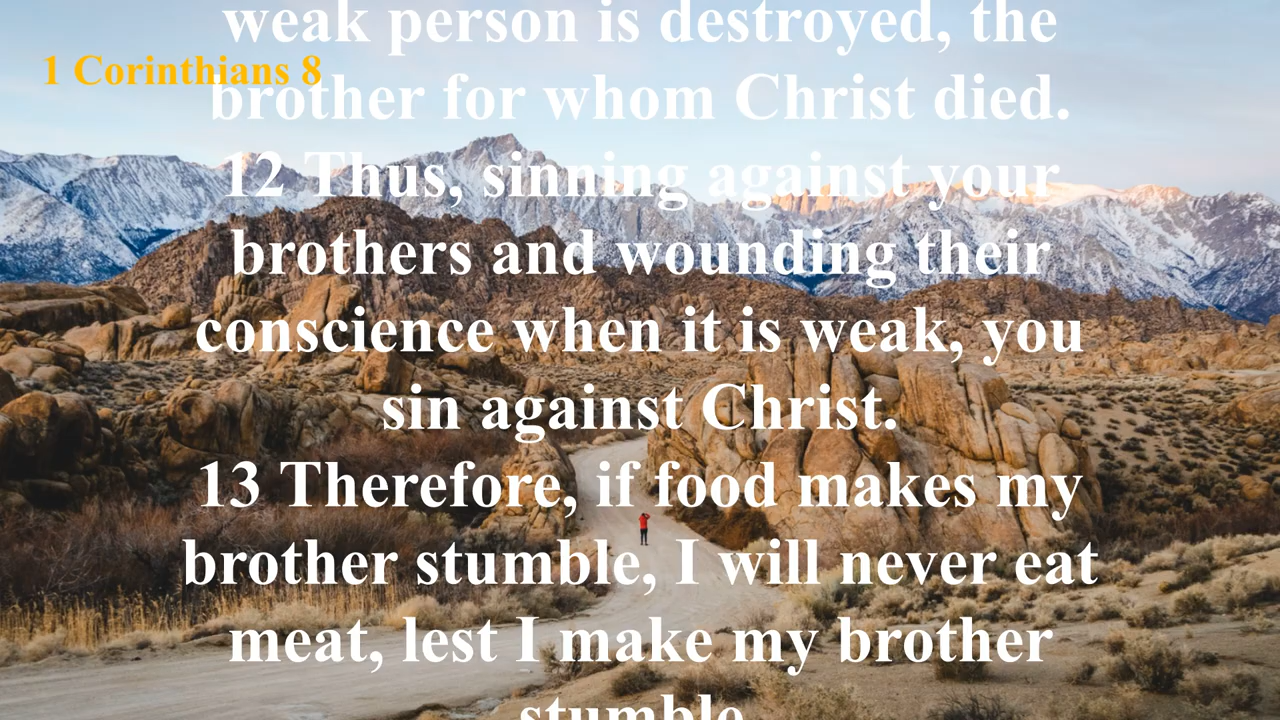 weak person is destroyed, the
1 Corinthians 8
brother for whom Christ died.
12 Thus, sinning against your
brothers and wounding their
conscience when it is weak, you
sin against Christ.
13 Therefore, if food makes my
brother stumble, I will never eat
meat, lest I make my brother
stumble